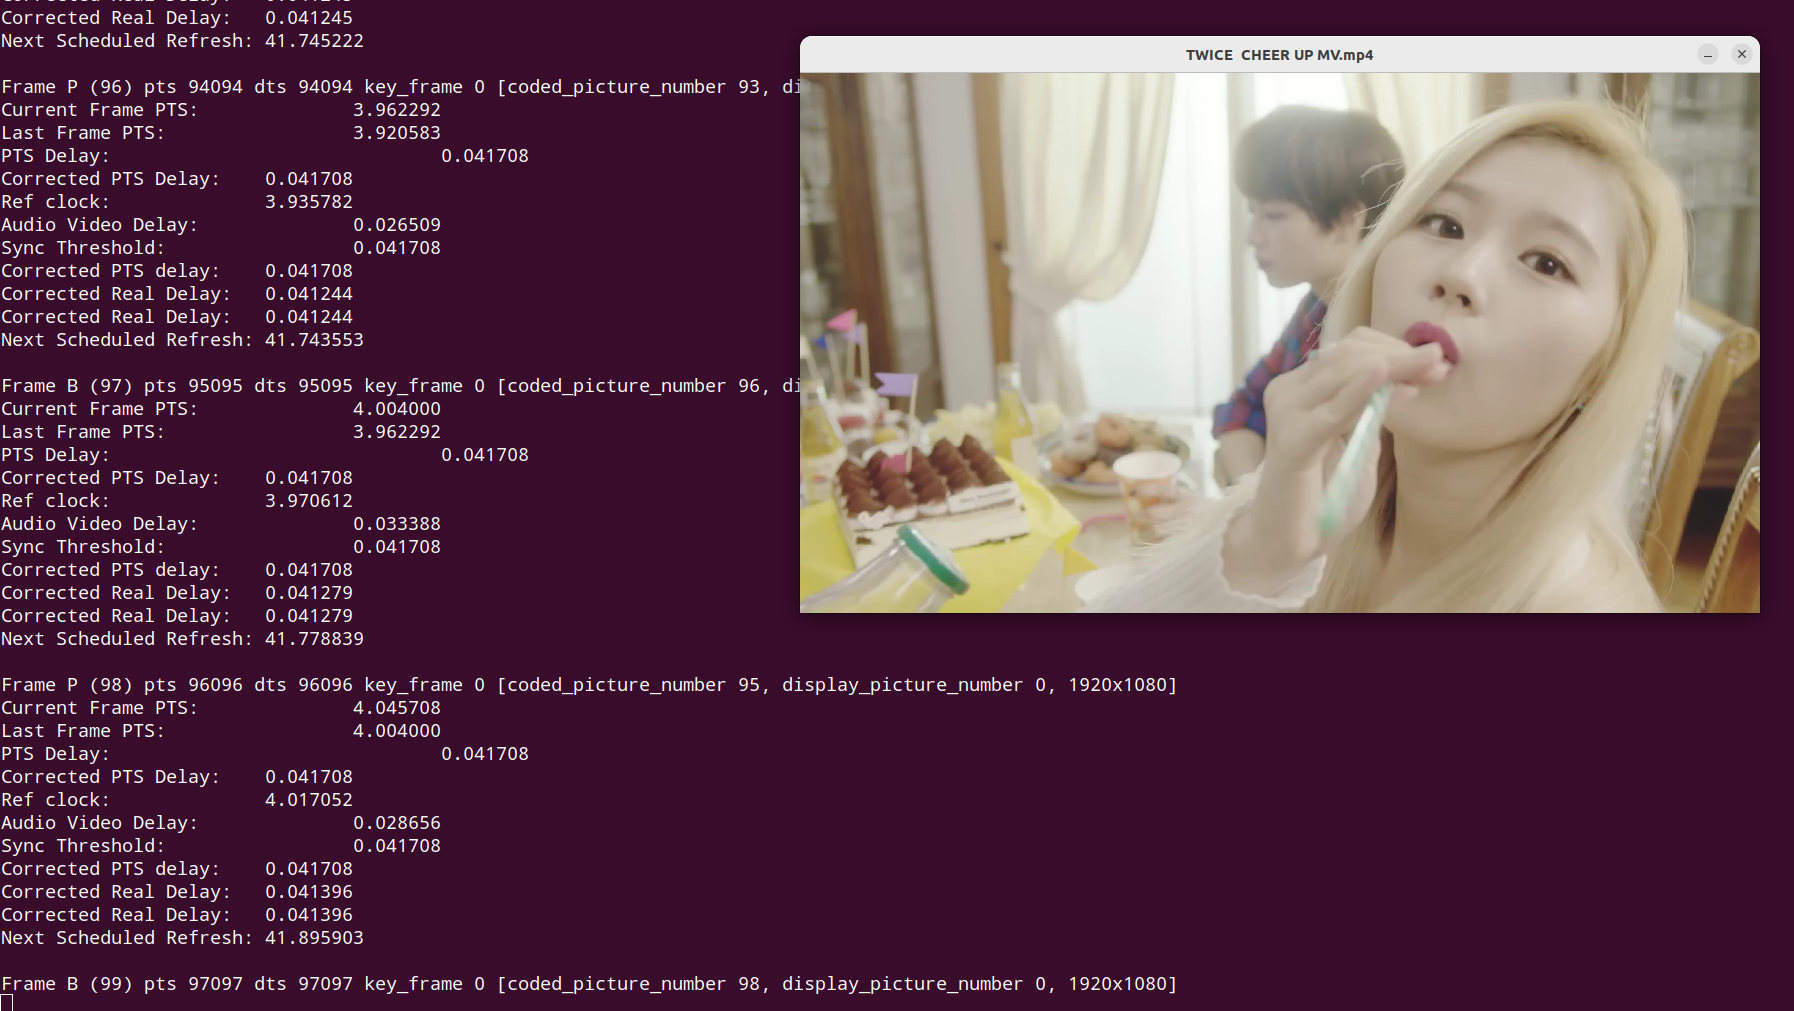 Corrected Real Delay:   0.041245
Next Scheduled Refresh: 41.745222
TWICE  CHEER UP MV.mp4
Frame P (96) pts 94094 dts 94094 key_frame 0 [coded_picture_number 93, di
Current Frame PTS:              3.962292
Last Frame PTS:                 3.920583
PTS Delay:                              0.041708
Corrected PTS Delay:    0.041708
Ref clock:              3.935782
Audio Video Delay:              0.026509
Sync Threshold:                 0.041708
Corrected PTS delay:    0.041708
Corrected Real Delay:   0.041244
Corrected Real Delay:   0.041244
Next Scheduled Refresh: 41.743553
Frame B (97) pts 95095 dts 95095 key_frame 0 [coded_picture_number 96, di
Current Frame PTS:              4.004000
Last Frame PTS:                 3.962292
PTS Delay:                              0.041708
Corrected PTS Delay:    0.041708
Ref clock:              3.970612
Audio Video Delay:              0.033388
Sync Threshold:                 0.041708
Corrected PTS delay:    0.041708
Corrected Real Delay:   0.041279
Corrected Real Delay:   0.041279
Next Scheduled Refresh: 41.778839
Frame P (98) pts 96096 dts 96096 key_frame 0 [coded_picture_number 95, display_picture_number 0, 1920x1080]
Current Frame PTS:              4.045708
Last Frame PTS:                 4.004000
PTS Delay:                              0.041708
Corrected PTS Delay:    0.041708
Ref clock:              4.017052
Audio Video Delay:              0.028656
Sync Threshold:                 0.041708
Corrected PTS delay:    0.041708
Corrected Real Delay:   0.041396
Corrected Real Delay:   0.041396
Next Scheduled Refresh: 41.895903
Frame B (99) pts 97097 dts 97097 key_frame 0 [coded_picture_number 98, display_picture_number 0, 1920x1080]